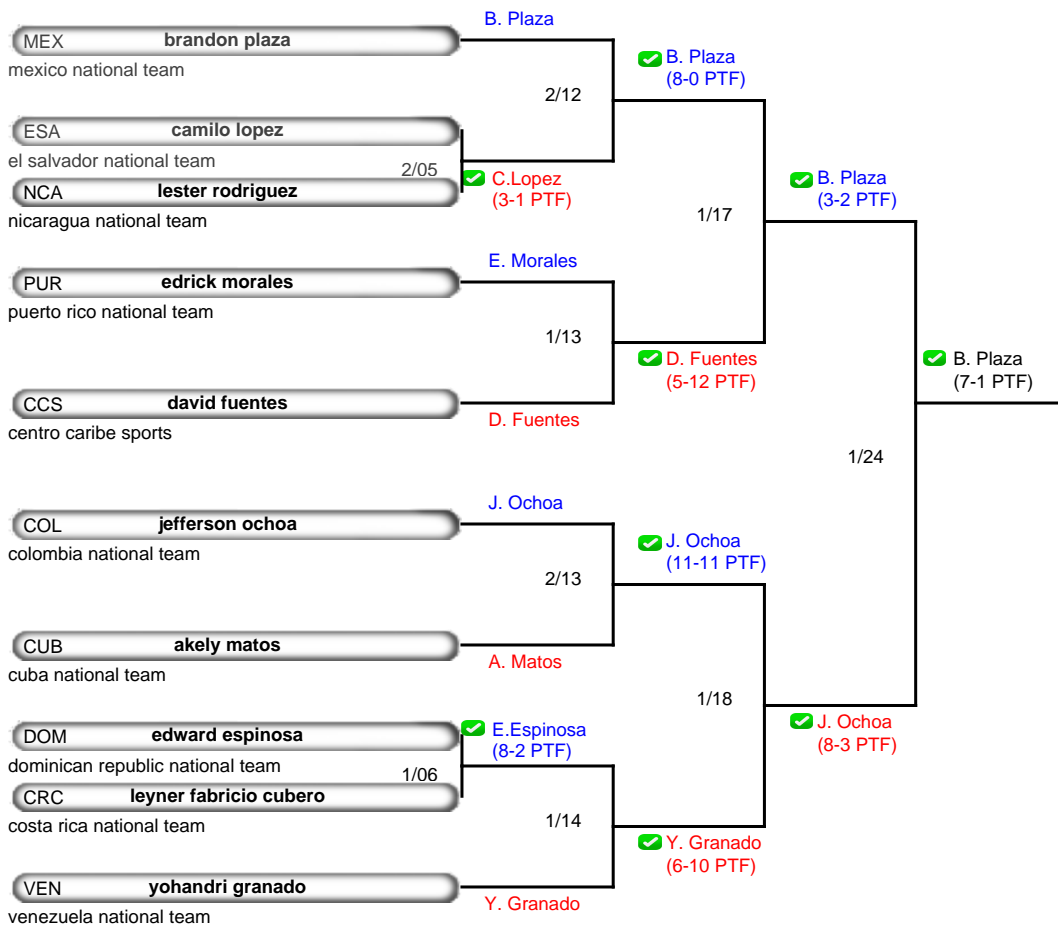 B. Plaza
MEX brandon plaza
mexico national team
B. Plaza
(8-0 PTF)
2/12
ESA camilo lopez
el salvador national team
2/05
C.Lopez
(3-1 PTF)
NCA lester rodriguez
nicaragua national team
B. Plaza
(3-2 PTF)
1/17
E. Morales
PUR edrick morales
puerto rico national team
1/13
D. Fuentes
(5-12 PTF)
CCS david fuentes
centro caribe sports
D. Fuentes
B. Plaza
(7-1 PTF)
1/24
J. Ochoa
COL jefferson ochoa
colombia national team
J. Ochoa
(11-11 PTF)
2/13
CUB akely matos
cuba national team
A. Matos
1/18
J. Ochoa
(8-3 PTF)
DOM edward espinosa
dominican republic national team
E.Espinosa
(8-2 PTF)
1/06
CRC leyner fabricio cubero
costa rica national team
1/14
Y. Granado
(6-10 PTF)
VEN yohandri granado
venezuela national team
Y. Granado